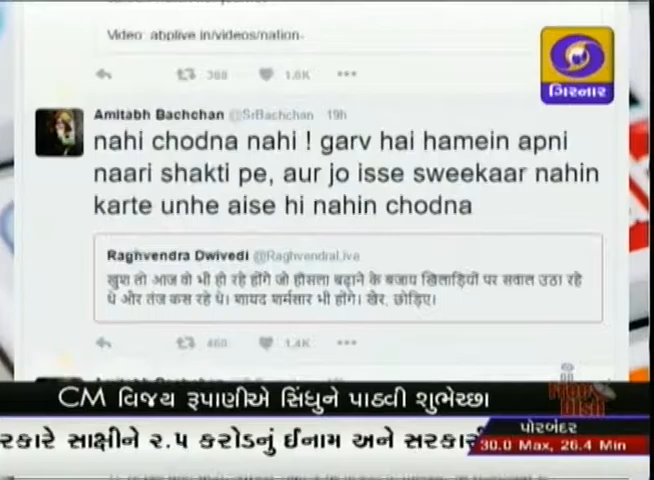 Video: abplive.in/videos/nation-
368 1.6K
ગિરનાર
Amitabh Bachchan @SrBachchan 19h
nahi chodna nahi ! garv hai hamein apni
naari shakti pe, aur jo isse sweekaar nahin
karte unhe aise hi nahin chodna
Raghvendra Dwivedi @RaghvendraLive
खुश तो आज वो भी हो रहे होंगे जो हौसला बढ़ाने के बजाय खिलाड़ियों पर सवाल उठा रहे
थे और तंज कस रहे थे। शायद शर्मसार भी होंगे। खैर, छोड़िए।
460 1.4K
CM વિજય રૂપાણીએ સિંધુને પાઠવી શુભેચ્છા
DD
Free
Dish
રકારે સાક્ષીને ૨.૫ કરોડનું ઈનામ અને સરકારી
પોરબંદર
30.0 Max, 26.4 Min